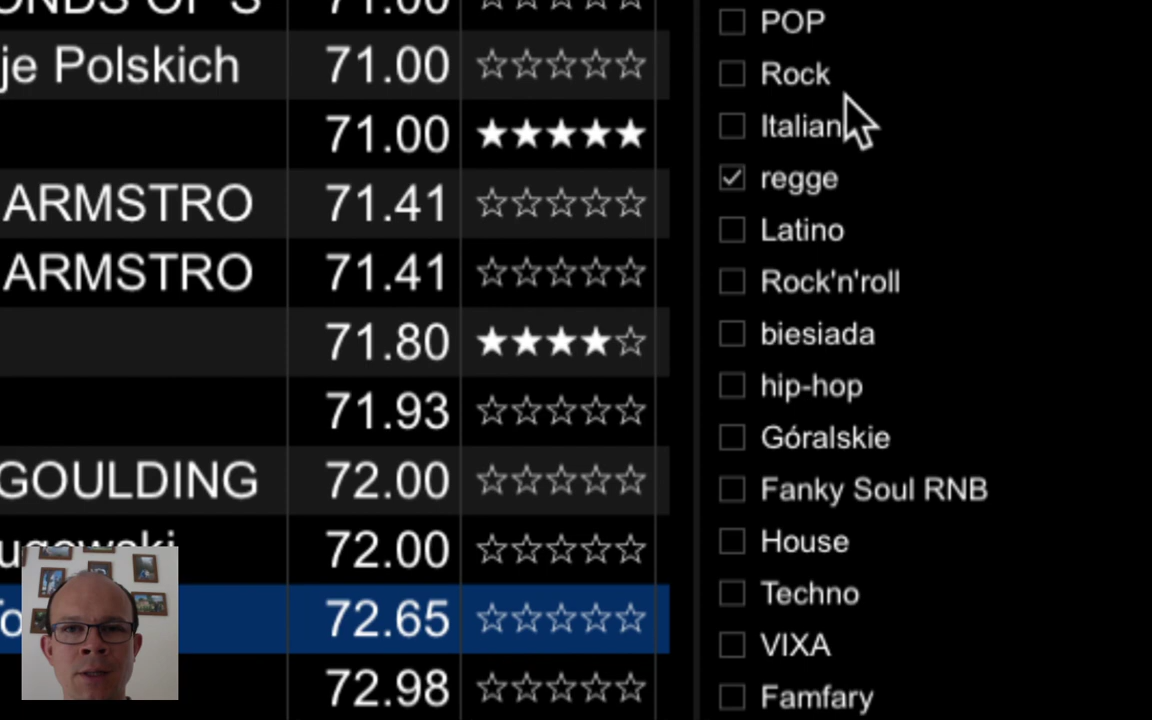 71.00
je Polskich 71.00
71.00
ARMSTRO 71.41
ARMSTRO 71.41
71.80
71.93
GOULDING 72.00
72.00
72.65
72.98
POP
Rock
Italian
regge
Latino
Rock'n'roll
biesiada
hip-hop
Góralskie
Fanky Soul RNB
House
Techno
VIXA
Famfary